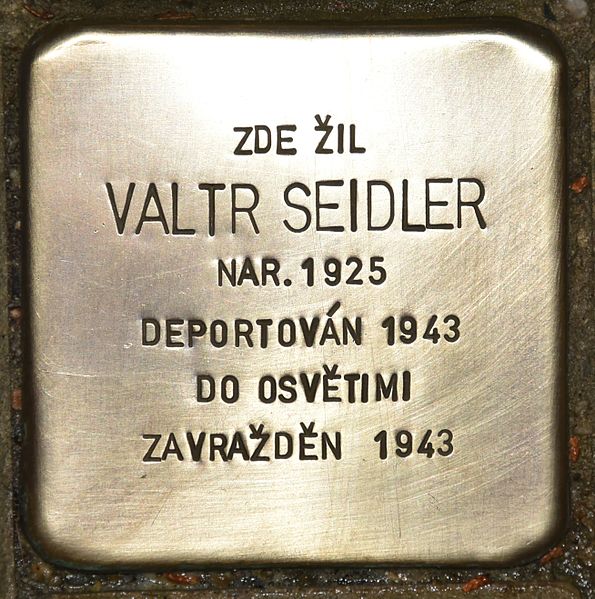 ZDE ŽIL
VALTR SEIDLER
NAR. 1925
DEPORTOVÁN 1943
DO OSVĚTIMI
ZAVRAŽDĚN 1943